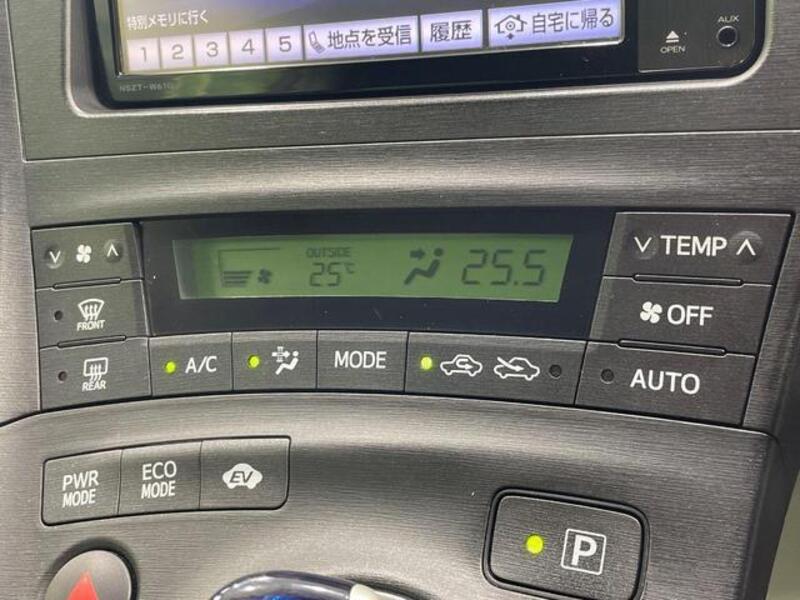 特別メモリに行く
1 2 3 4 5 地点を受信 履歴 自宅に帰る
AUX
OPEN
NSZT-W61G
OUTSIDE
25℃ 25.5
TEMP
FRONT
OFF
REAR
A/C
MODE
AUTO
PWR MODE
ECO MODE
EV
P